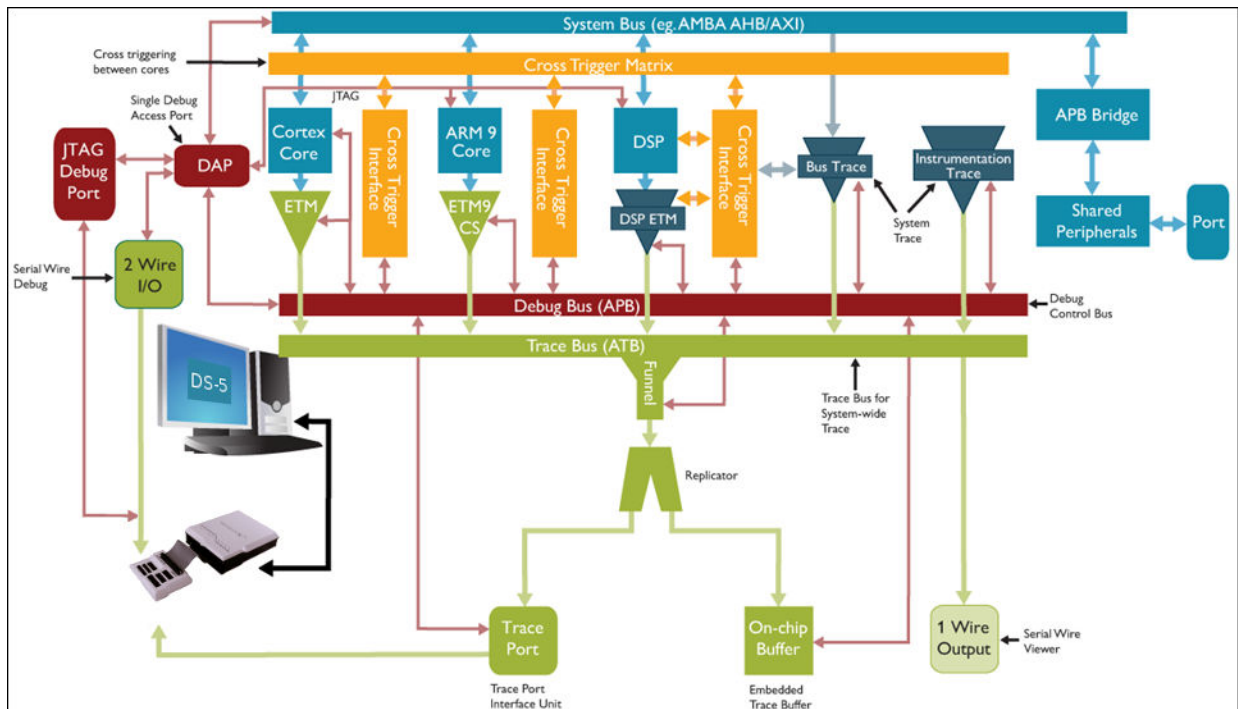 System Bus (eg. AMBA AHB/AXI)
Cross triggering
between cores
Cross Trigger Matrix
Single Debug
Access Port
JTAG
JTAG
Debug
Port
DAP
Cortex
Core
Cross Trigger
Interface
ARM 9
Core
Cross Trigger
Interface
DSP
Cross Trigger
Interface
Bus Trace
Instrumentation
Trace
APB Bridge
ETM
ETM9
CS
DSP ETM
System
Trace
Shared
Peripherals
Port
Serial Wire
Debug
2 Wire
I/O
Debug Bus (APB)
Debug
Control Bus
Trace Bus (ATB)
DS-5
Funnel
Trace Bus for
System-wide
Trace
Replicator
Trace
Port
On-chip
Buffer
1 Wire
Output
Serial Wire
Viewer
Trace Port
Interface Unit
Embedded
Trace Buffer